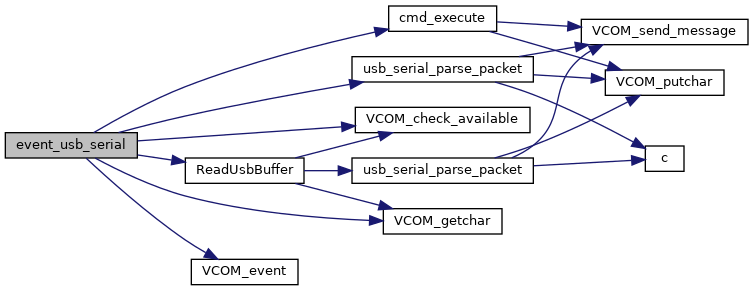 cmd_execute
VCOM_send_message
usb_serial_parse_packet
VCOM_putchar
VCOM_check_available
event_usb_serial
c
ReadUsbBuffer
usb_serial_parse_packet
VCOM_getchar
VCOM_event